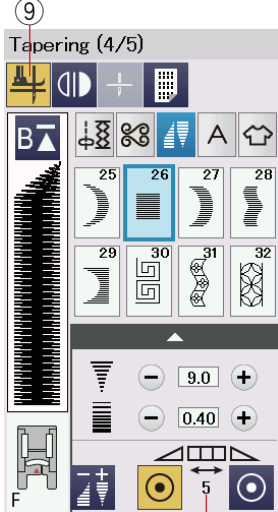 ⑨
Tapering (4/5)
B
A
25 26 27 28
29 30 31 32
− 9.0 +
− 0.40 +
F
− +
5